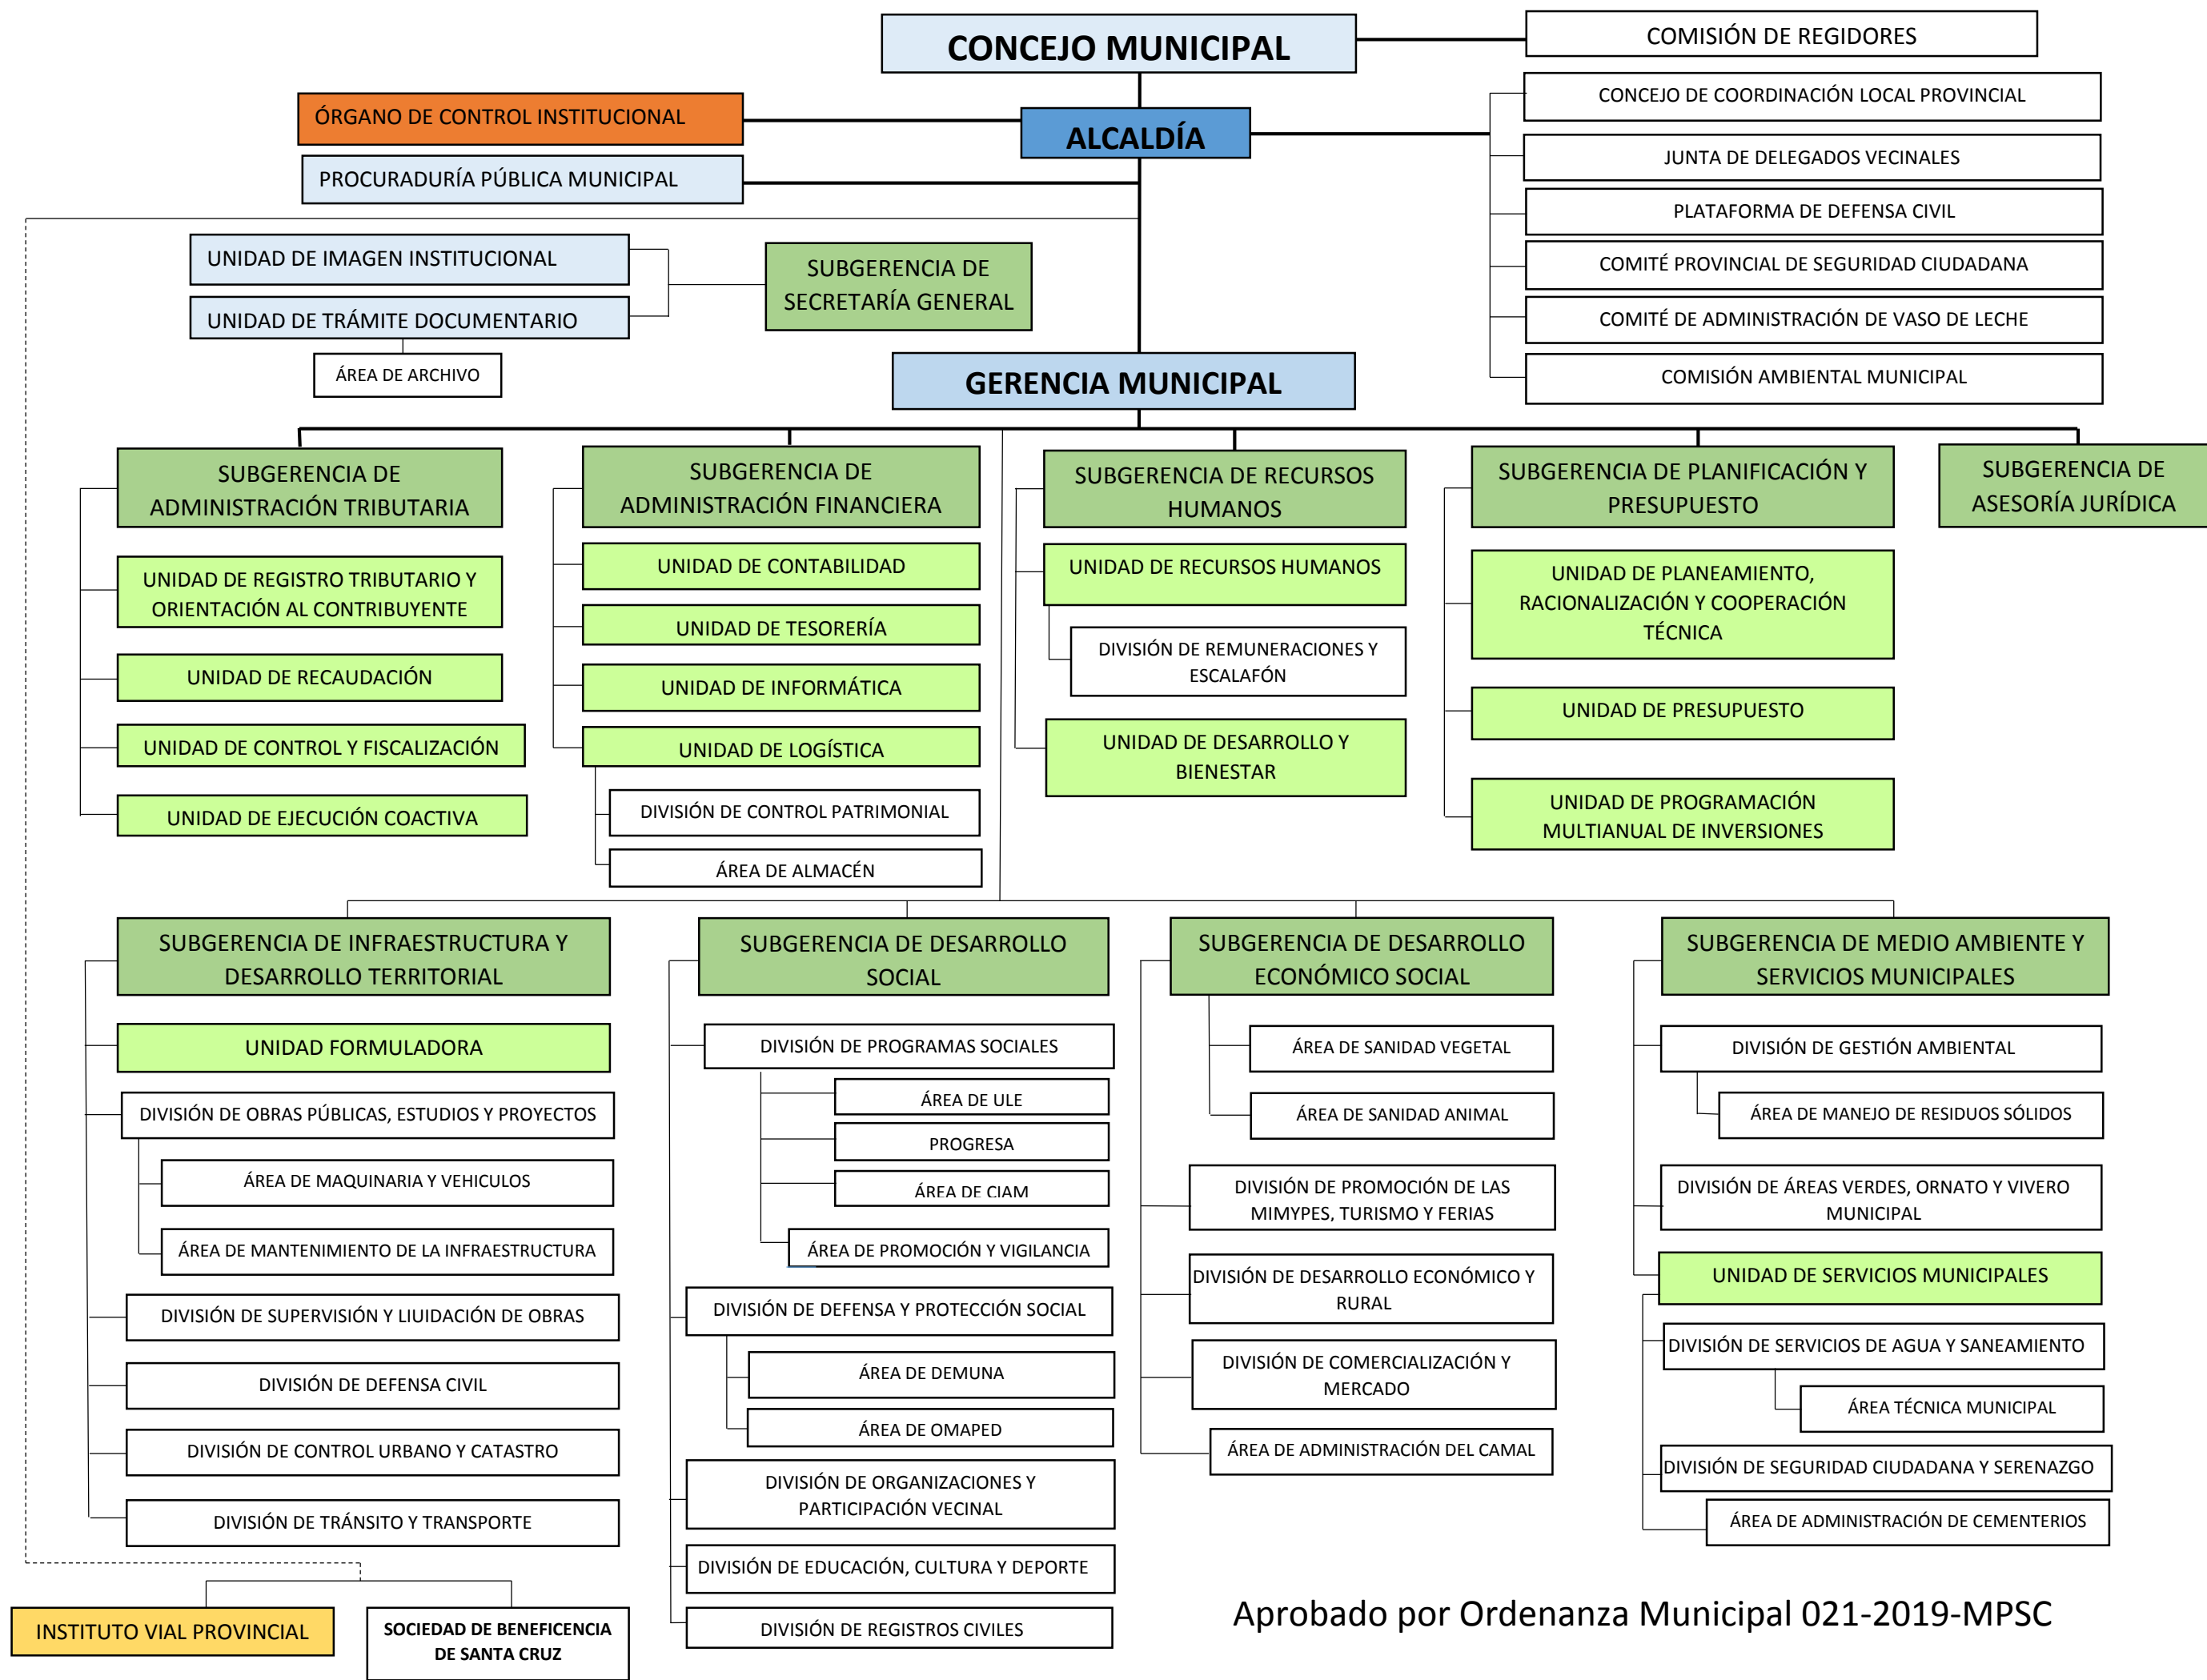 CONCEJO MUNICIPAL
COMISIÓN DE REGIDORES
ÓRGANO DE CONTROL INSTITUCIONAL
ALCALDÍA
PROCURADURÍA PÚBLICA MUNICIPAL
CONCEJO DE COORDINACIÓN LOCAL PROVINCIAL
JUNTA DE DELEGADOS VECINALES
PLATAFORMA DE DEFENSA CIVIL
COMITÉ PROVINCIAL DE SEGURIDAD CIUDADANA
COMITÉ DE ADMINISTRACIÓN DE VASO DE LECHE
COMISIÓN AMBIENTAL MUNICIPAL
UNIDAD DE IMAGEN INSTITUCIONAL
UNIDAD DE TRÁMITE DOCUMENTARIO
ÁREA DE ARCHIVO
SUBGERENCIA DE
SECRETARÍA GENERAL
GERENCIA MUNICIPAL
SUBGERENCIA DE
ADMINISTRACIÓN TRIBUTARIA
UNIDAD DE REGISTRO TRIBUTARIO Y
ORIENTACIÓN AL CONTRIBUYENTE
UNIDAD DE RECAUDACIÓN
UNIDAD DE CONTROL Y FISCALIZACIÓN
UNIDAD DE EJECUCIÓN COACTIVA
SUBGERENCIA DE
ADMINISTRACIÓN FINANCIERA
UNIDAD DE CONTABILIDAD
UNIDAD DE TESORERÍA
UNIDAD DE INFORMÁTICA
UNIDAD DE LOGÍSTICA
DIVISIÓN DE CONTROL PATRIMONIAL
ÁREA DE ALMACÉN
SUBGERENCIA DE RECURSOS
HUMANOS
UNIDAD DE RECURSOS HUMANOS
DIVISIÓN DE REMUNERACIONES Y
ESCALAFÓN
UNIDAD DE DESARROLLO Y
BIENESTAR
SUBGERENCIA DE PLANIFICACIÓN Y
PRESUPUESTO
UNIDAD DE PLANEAMIENTO,
RACIONALIZACIÓN Y COOPERACIÓN
TÉCNICA
UNIDAD DE PRESUPUESTO
UNIDAD DE PROGRAMACIÓN
MULTIANUAL DE INVERSIONES
SUBGERENCIA DE
ASESORÍA JURÍDICA
SUBGERENCIA DE INFRAESTRUCTURA Y
DESARROLLO TERRITORIAL
UNIDAD FORMULADORA
DIVISIÓN DE OBRAS PÚBLICAS, ESTUDIOS Y PROYECTOS
ÁREA DE MAQUINARIA Y VEHICULOS
ÁREA DE MANTENIMIENTO DE LA INFRAESTRUCTURA
DIVISIÓN DE SUPERVISIÓN Y LIUIDACIÓN DE OBRAS
DIVISIÓN DE DEFENSA CIVIL
DIVISIÓN DE CONTROL URBANO Y CATASTRO
DIVISIÓN DE TRÁNSITO Y TRANSPORTE
SUBGERENCIA DE DESARROLLO
SOCIAL
DIVISIÓN DE PROGRAMAS SOCIALES
ÁREA DE ULE
PROGRESA
ÁREA DE CIAM
ÁREA DE PROMOCIÓN Y VIGILANCIA
DIVISIÓN DE DEFENSA Y PROTECCIÓN SOCIAL
ÁREA DE DEMUNA
ÁREA DE OMAPED
DIVISIÓN DE ORGANIZACIONES Y
PARTICIPACIÓN VECINAL
DIVISIÓN DE EDUCACIÓN, CULTURA Y DEPORTE
DIVISIÓN DE REGISTROS CIVILES
SUBGERENCIA DE DESARROLLO
ECONÓMICO SOCIAL
ÁREA DE SANIDAD VEGETAL
ÁREA DE SANIDAD ANIMAL
DIVISIÓN DE PROMOCIÓN DE LAS
MIMYPES, TURISMO Y FERIAS
DIVISIÓN DE DESARROLLO ECONÓMICO Y
RURAL
DIVISIÓN DE COMERCIALIZACIÓN Y
MERCADO
ÁREA DE ADMINISTRACIÓN DEL CAMAL
SUBGERENCIA DE MEDIO AMBIENTE Y
SERVICIOS MUNICIPALES
DIVISIÓN DE GESTIÓN AMBIENTAL
ÁREA DE MANEJO DE RESIDUOS SÓLIDOS
DIVISIÓN DE ÁREAS VERDES, ORNATO Y VIVERO
MUNICIPAL
UNIDAD DE SERVICIOS MUNICIPALES
DIVISIÓN DE SERVICIOS DE AGUA Y SANEAMIENTO
ÁREA TÉCNICA MUNICIPAL
DIVISIÓN DE SEGURIDAD CIUDADANA Y SERENAZGO
ÁREA DE ADMINISTRACIÓN DE CEMENTERIOS
INSTITUTO VIAL PROVINCIAL
SOCIEDAD DE BENEFICENCIA
DE SANTA CRUZ
Aprobado por Ordenanza Municipal 021-2019-MPSC